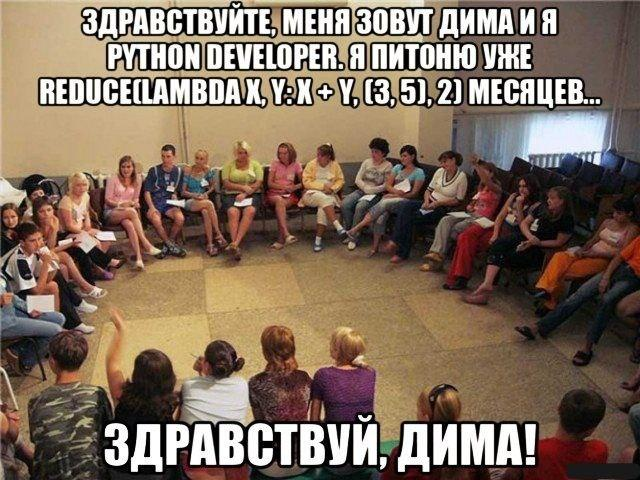 ЗДРАВСТВУЙТЕ, МЕНЯ ЗОВУТ ДИМА И Я
PYTHON DEVELOPER. Я ПИТОНЮ УЖЕ
REDUCE(LAMBDA X, Y: X + Y, (3, 5), 2) МЕСЯЦЕВ...
ЗДРАВСТВУЙ, ДИМА!